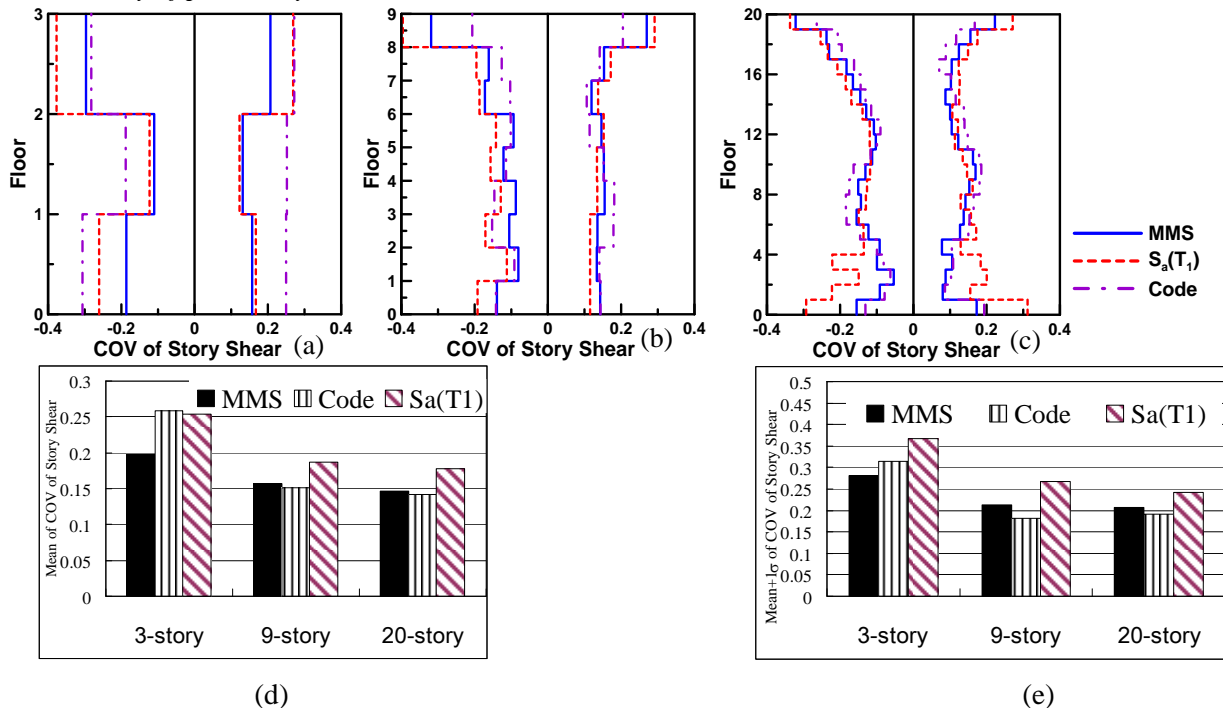 3
2
1
0
Floor
-0.4 -0.2 0 0.2 0.4
COV of Story Shear
(a)
9
8
7
6
5
4
3
2
1
0
Floor
-0.4 -0.2 0 0.2 0.4
COV of Story Shear
(b)
20
16
12
8
4
0
Floor
-0.4 -0.2 0 0.2 0.4
COV of Story Shear
(c)
MMS
Sa(T1)
Code
0.3
0.25
0.2
0.15
0.1
0.05
0
Mean of COV of Story Shear
MMS Code Sa(T1)
3-story 9-story 20-story
(d)
0.5
0.45
0.4
0.35
0.3
0.25
0.2
0.15
0.1
0.05
0
Mean+1σ of COV of Story Shear
MMS Code Sa(T1)
3-story 9-story 20-story
(e)